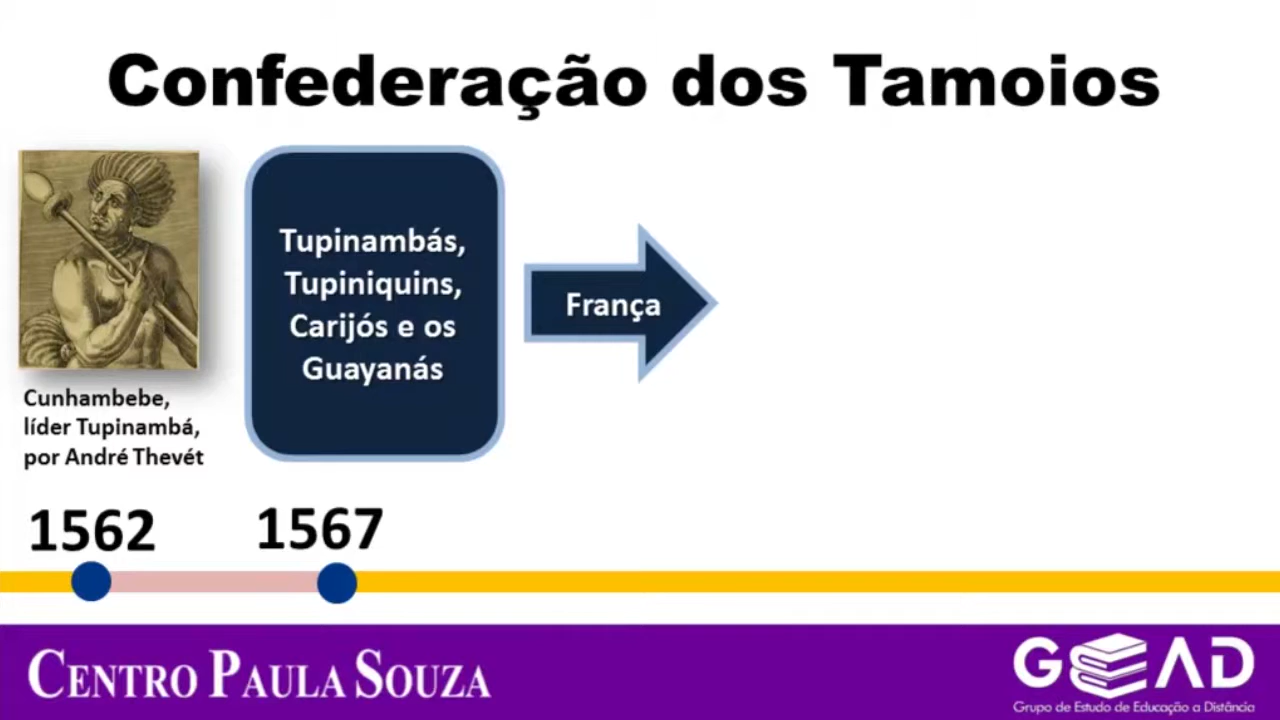 Confederação dos Tamoios
Tupinambás,
Tupiniquins,
Carijós e os
Guayanás
França
Cunhambebe,
líder Tupinambá,
por André Thevét
1562
1567
CENTRO PAULA SOUZA
GEAD
Grupo de Estudo de Educação a Distância